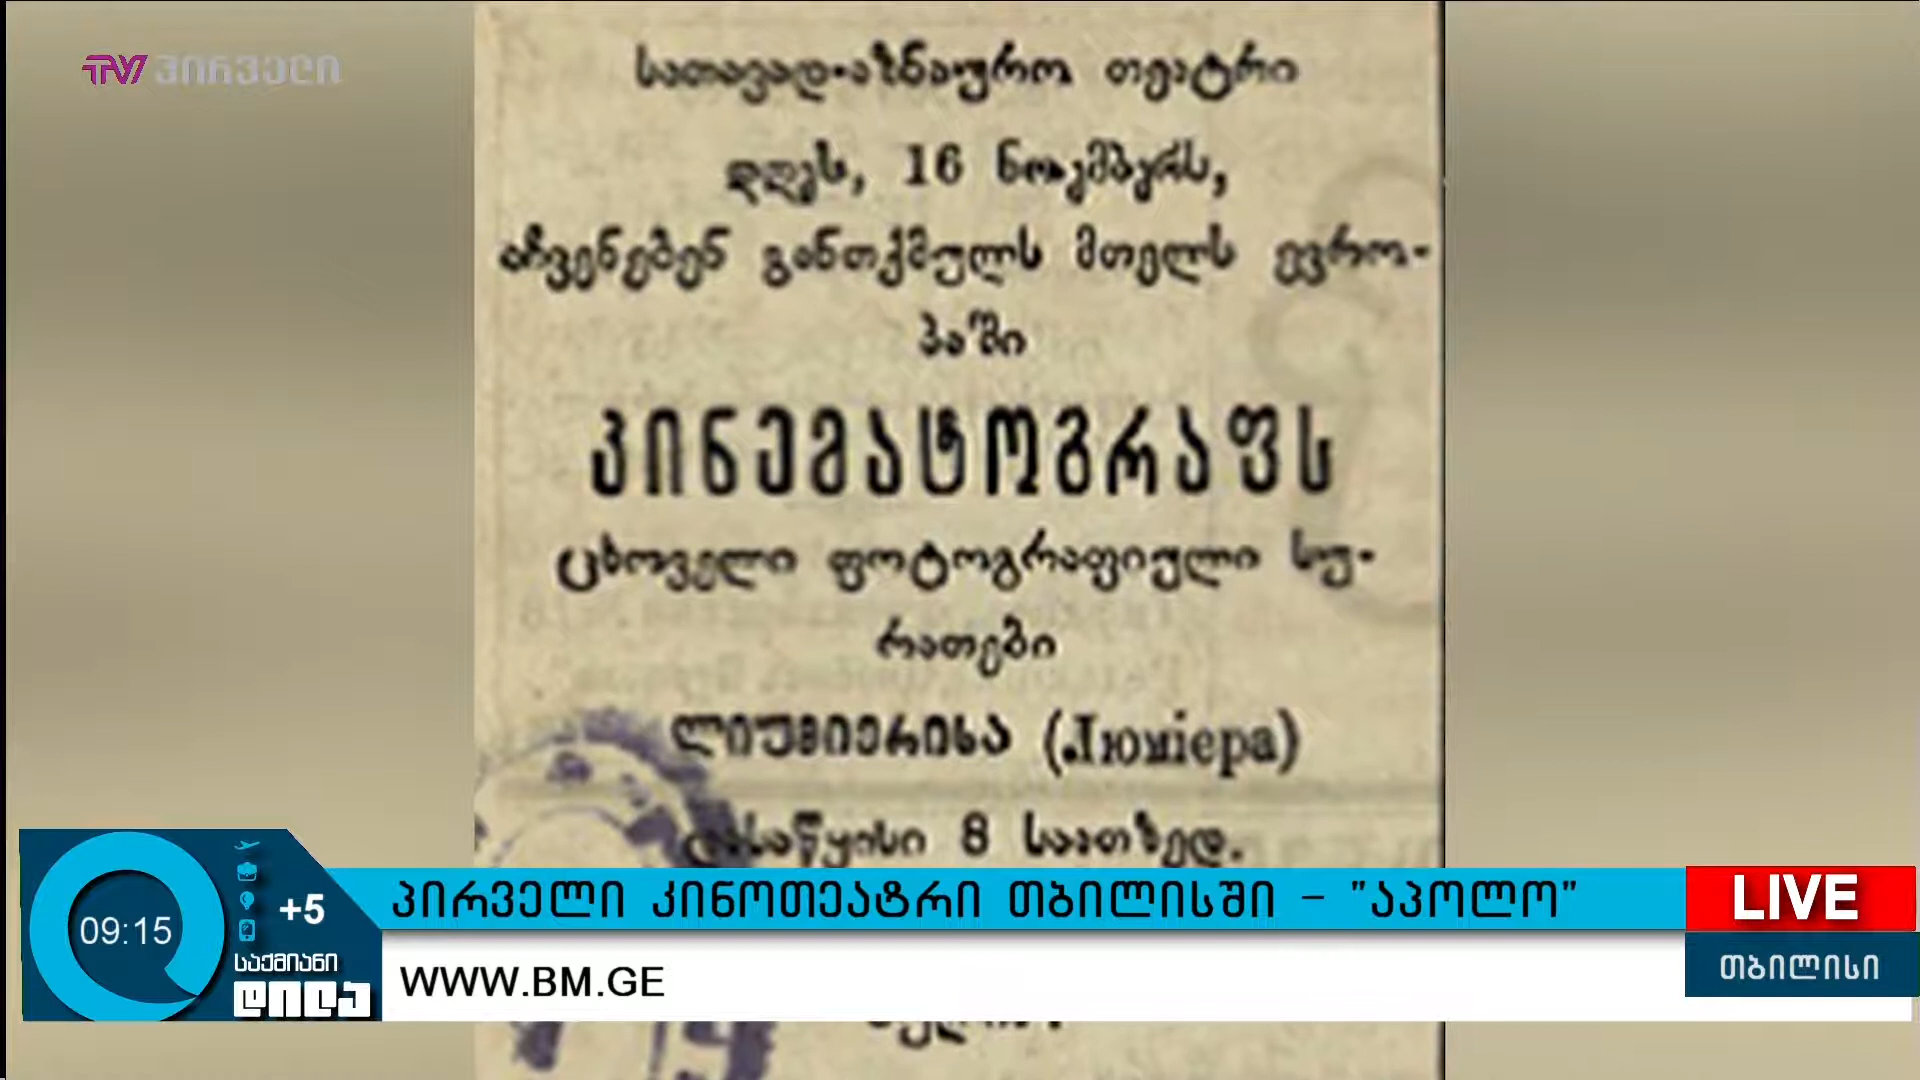 TV პირველი
სათავად-აზნაურო თეატრი
დღეს, 16 ნოემბერს,
აჩვენებენ განთქმულს მთელს ევრო-
პაში
კინემატოგრაფს
ცხოველი ფოტოგრაფიული სუ-
რათები
ლიუმიერისა (Люміера)
დასაწყისი 8 საათზედ.
პირველი კინოთეატრი თბილისში - "აპოლო"
LIVE
09:15
+5
საქმიანი
დილა
WWW.BM.GE
თბილისი